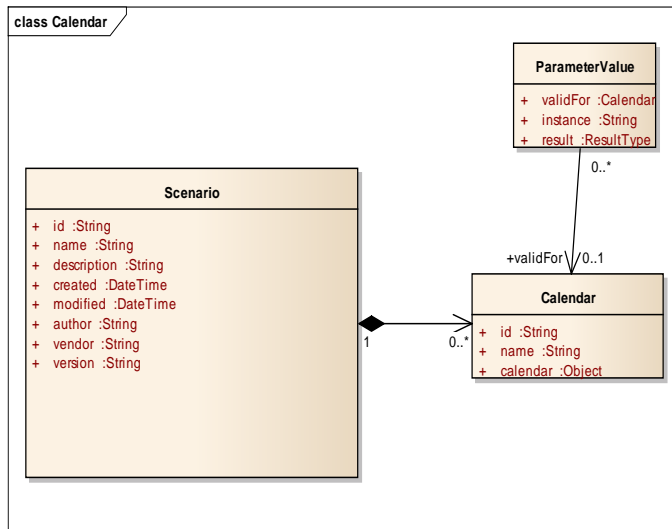 class Calendar
ParameterValue
+ validFor :Calendar
+ instance :String
+ result :ResultType
0..*
Scenario
+ id :String
+ name :String
+ description :String
+ created :DateTime
+ modified :DateTime
+ author :String
+ vendor :String
+ version :String
+validFor 0..1
Calendar
+ id :String
+ name :String
+ calendar :Object
1 0..*